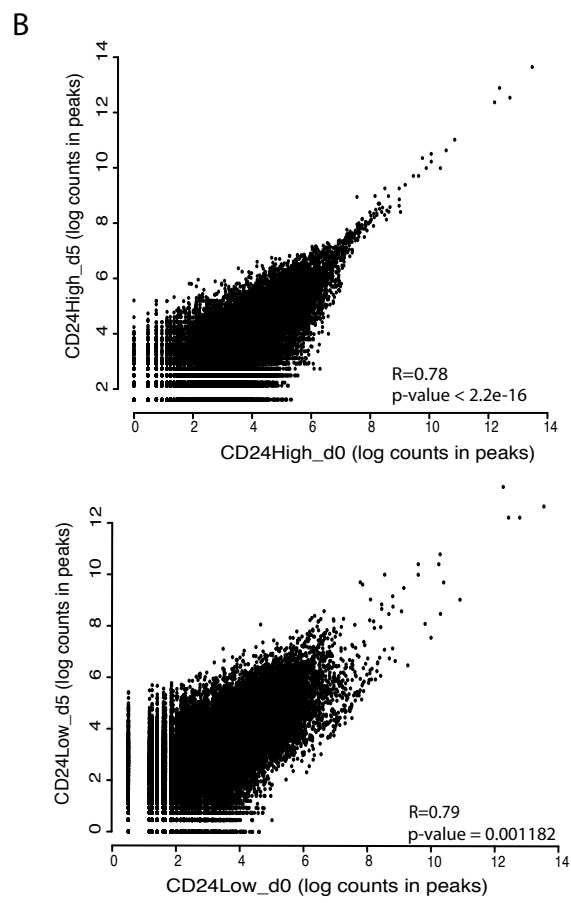 B
14
12
10
8
6
4
2
CD24High_d5 (log counts in peaks)
R=0.78
p-value < 2.2e-16
0 2 4 6 8 10 12 14
CD24High_d0 (log counts in peaks)
12
10
8
6
4
2
0
CD24Low_d5 (log counts in peaks)
R=0.79
p-value = 0.001182
0 2 4 6 8 10 12 14
CD24Low_d0 (log counts in peaks)